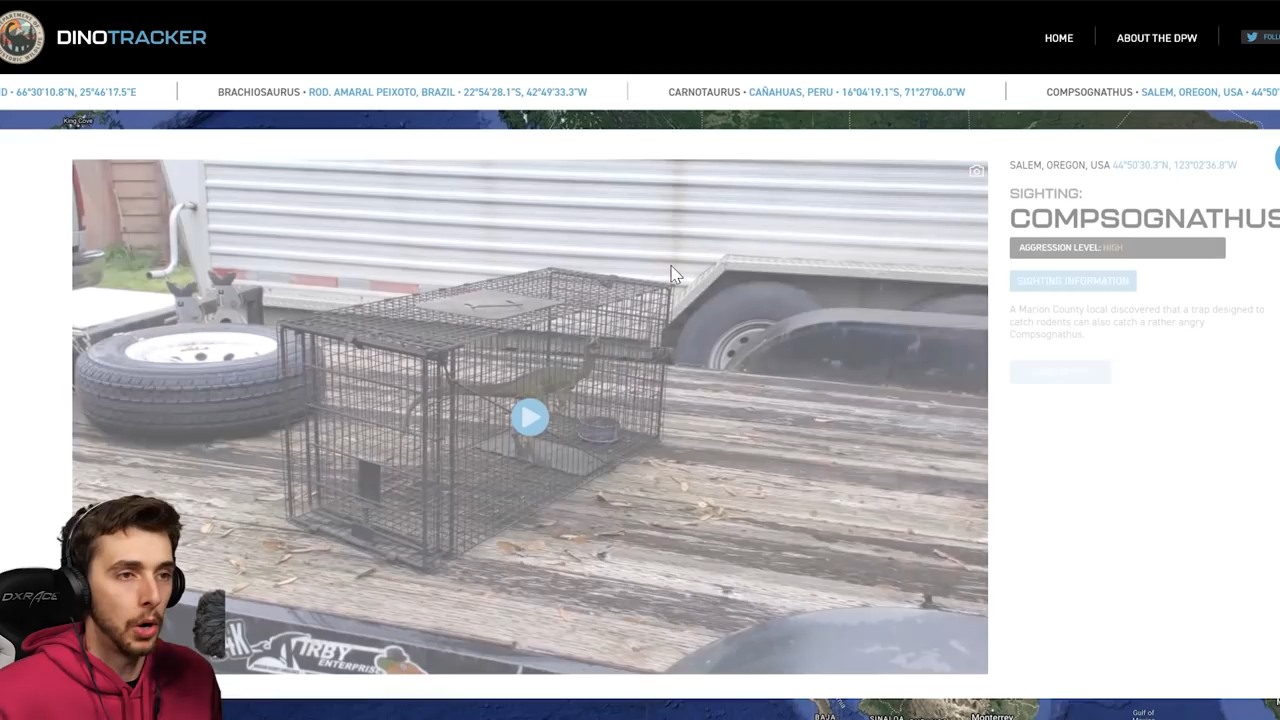 DINOTRACKER
HOME
ABOUT THE DPW
66°30'10.8"N, 25°46'17.5"E
BRACHIOSAURUS • ROD. AMARAL PEIXOTO, BRAZIL • 22°54'28.1"S, 42°49'33.3"W
CARNOTAURUS • CAÑAHUAS, PERU • 16°04'19.1"S, 71°27'06.0"W
COMPSOGNATHUS • SALEM, OREGON, USA • 44°50'
King Cove
SALEM, OREGON, USA 44°50'30.3"N, 123°02'36.8"W
SIGHTING:
COMPSOGNATHUS
AGGRESSION LEVEL: HIGH
SIGHTING INFORMATION
A Marion County local discovered that a trap designed to
catch rodents can also catch a rather angry
Compsognathus.
DXRACE
KIRBY
ENTERPRISE
BAJA
SINALOA
Monterrey
Gulf of